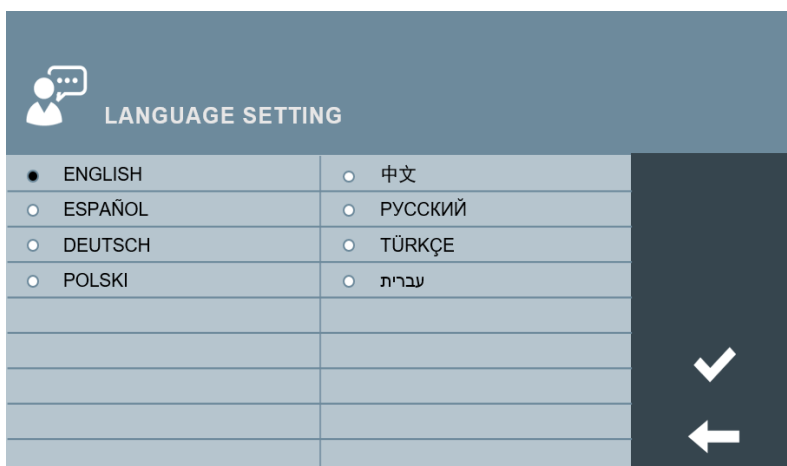 LANGUAGE SETTING
ENGLISH
ESPAÑOL
DEUTSCH
POLSKI
中文
РУССКИЙ
TÜRKÇE
עברית